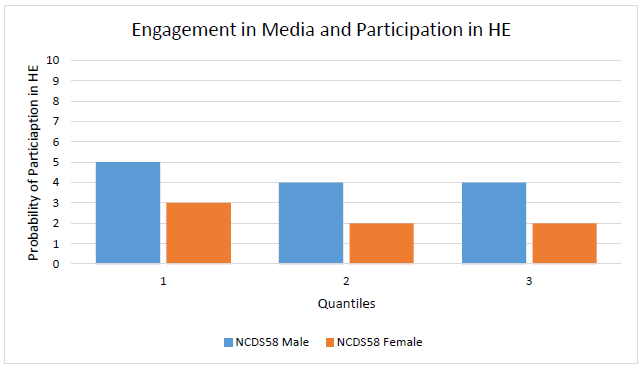 Engagement in Media and Participation in HE
Probability of Particiaption in HE
10
9
8
7
6
5
4
3
2
1
0
1 2 3
Quantiles
NCDS58 Male NCDS58 Female